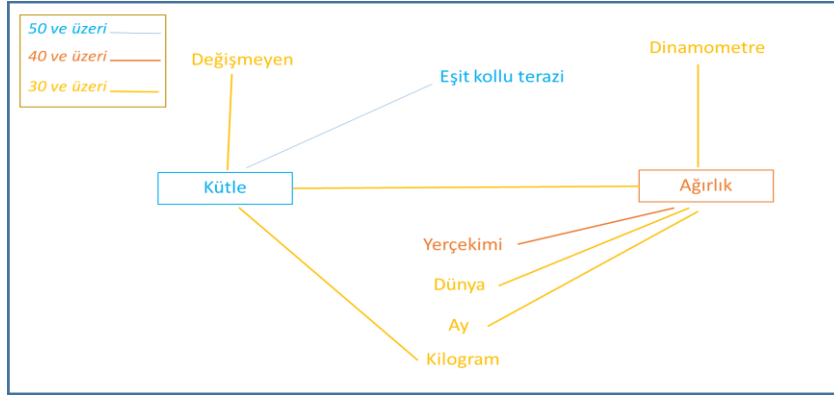 50 ve üzeri
40 ve üzeri
30 ve üzeri
Değişmeyen
Dinamometre
Eşit kollu terazi
Kütle
Ağırlık
Yerçekimi
Dünya
Ay
Kilogram